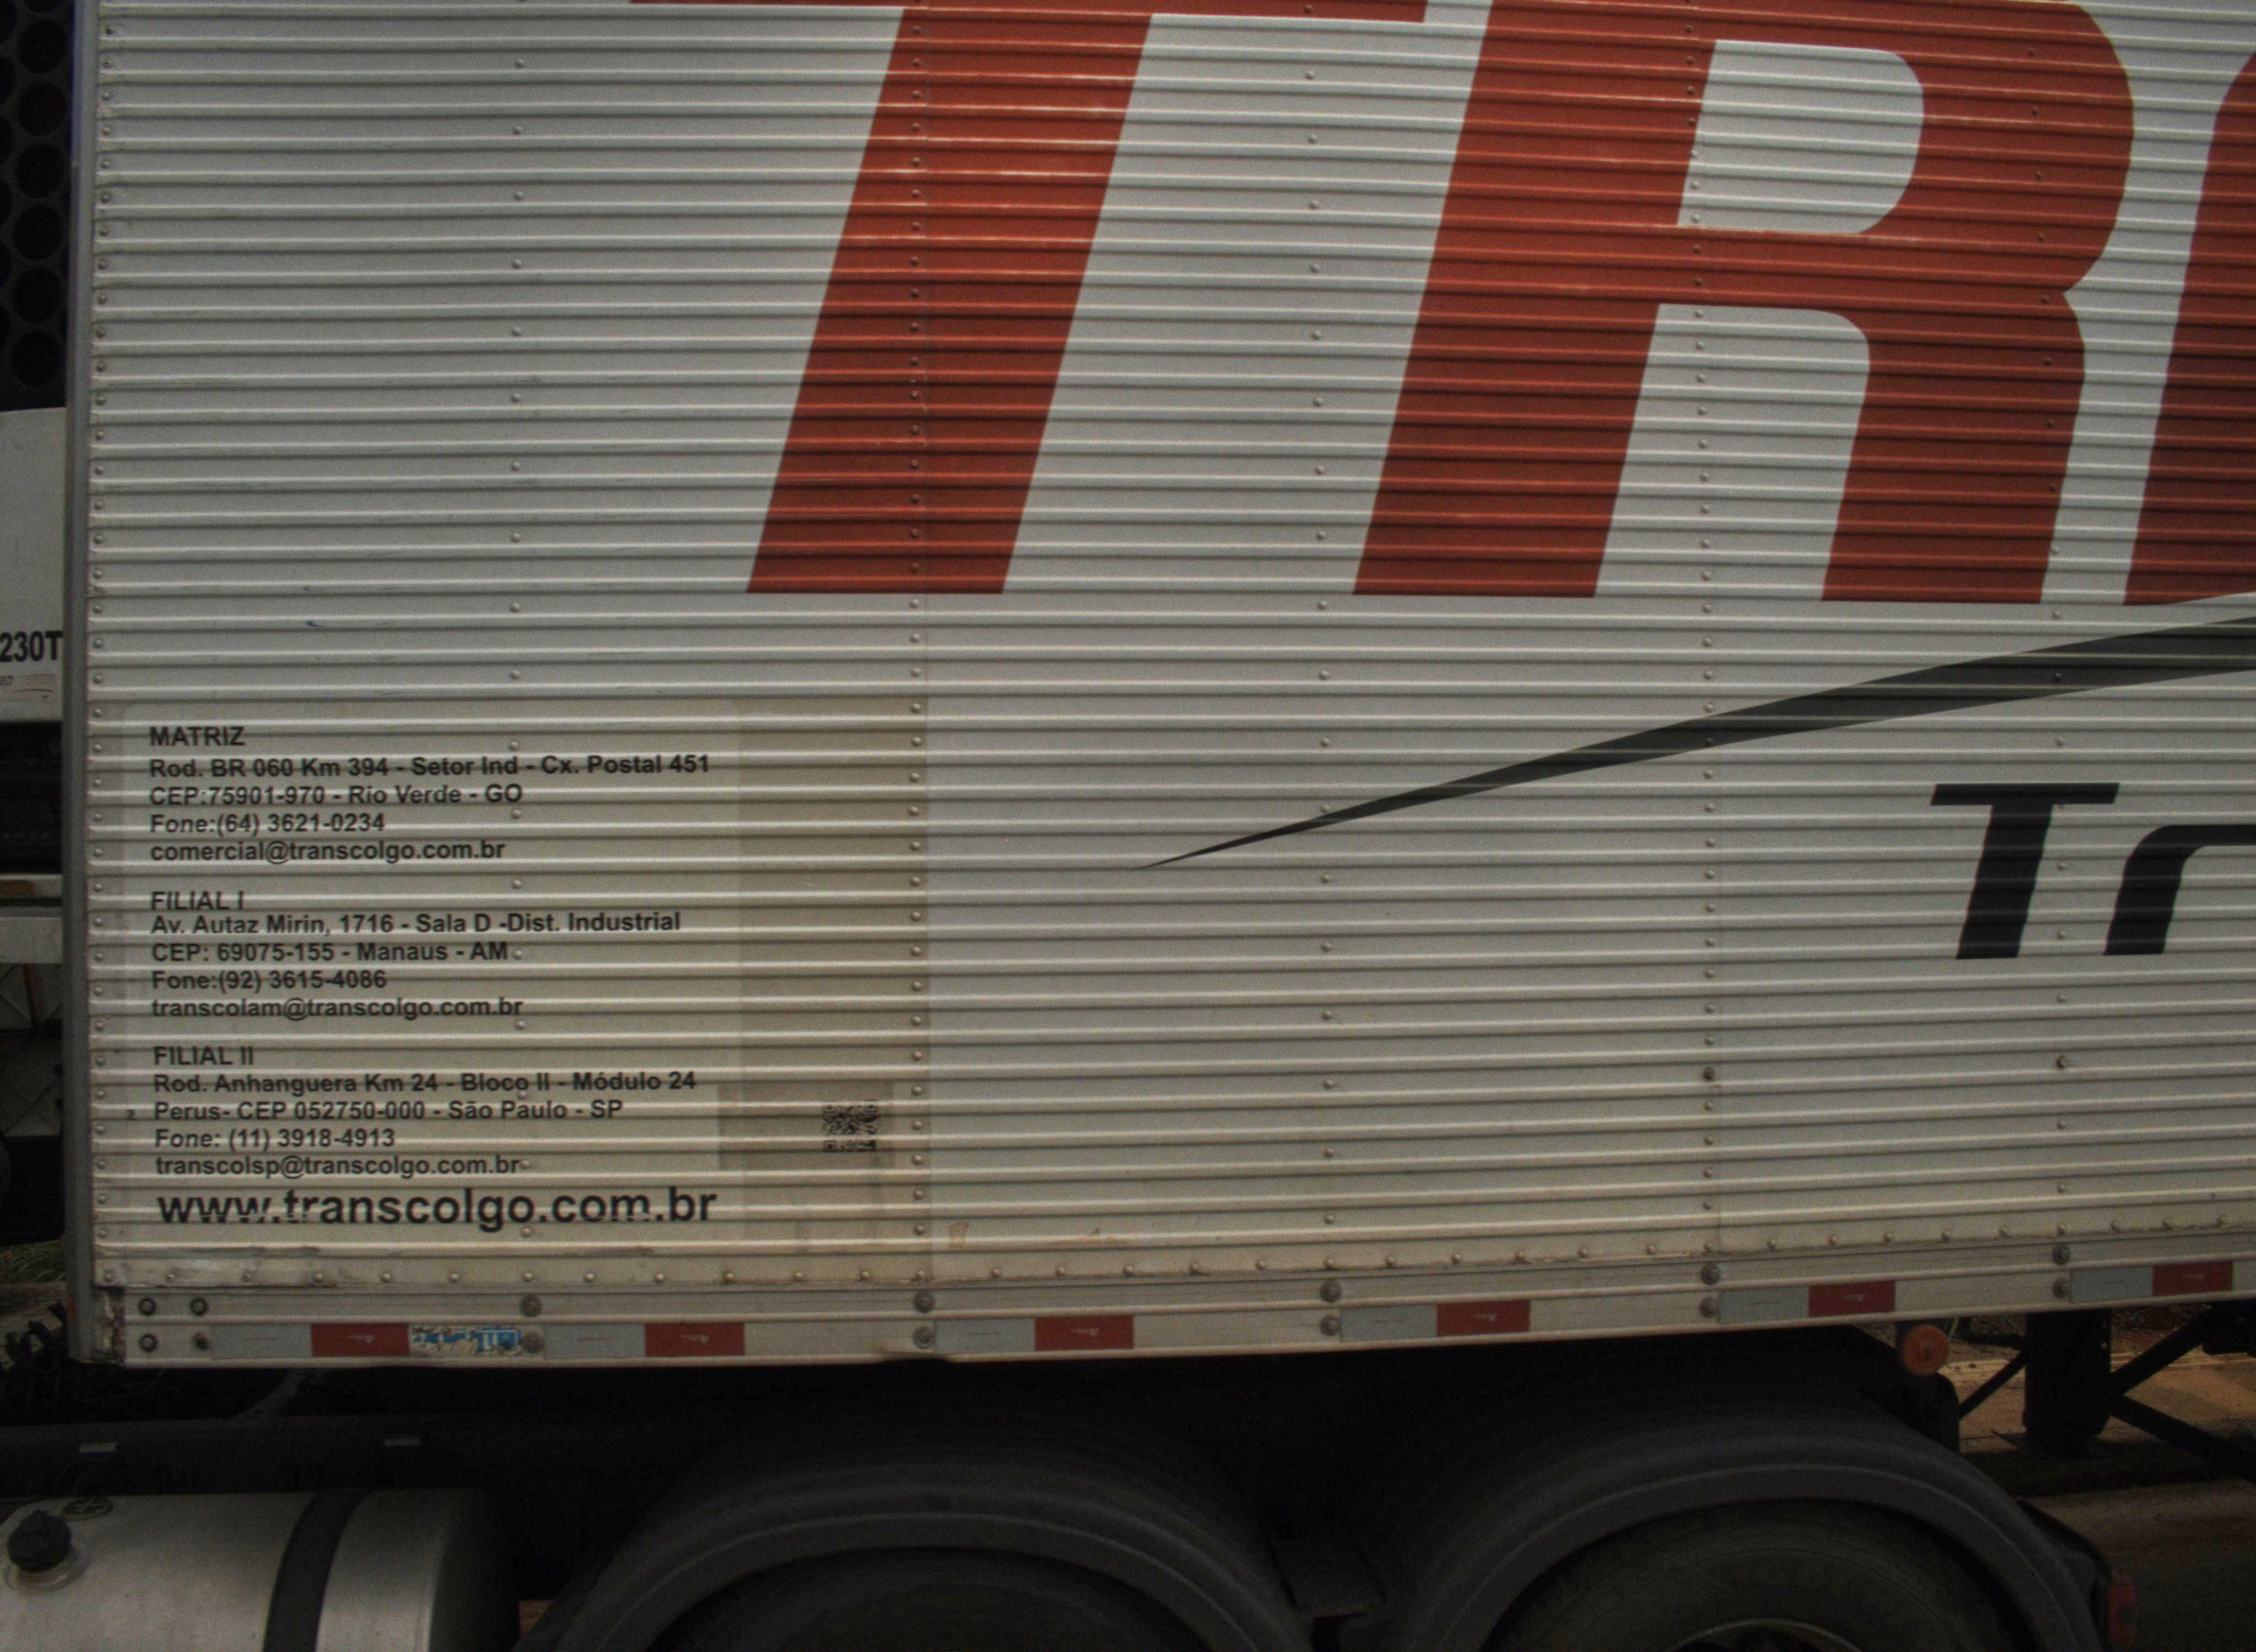 TR
230T
MATRIZ
Rod. BR 060 Km 394 - Setor Ind - Cx. Postal 451
CEP:75901-970 - Rio Verde - GO
Fone:(64) 3621-0234
comercial@transcolgo.com.br
FILIAL I
Av. Autaz Mirin, 1716 - Sala D -Dist. Industrial
CEP: 69075-155 - Manaus - AM
Fone:(92) 3615-4086
transcolam@transcolgo.com.br
FILIAL II
Rod. Anhanguera Km 24 - Bloco II - Módulo 24
Perus- CEP 052750-000 - São Paulo - SP
Fone: (11) 3918-4913
transcolsp@transcolgo.com.br
www.transcolgo.com.br
Tr